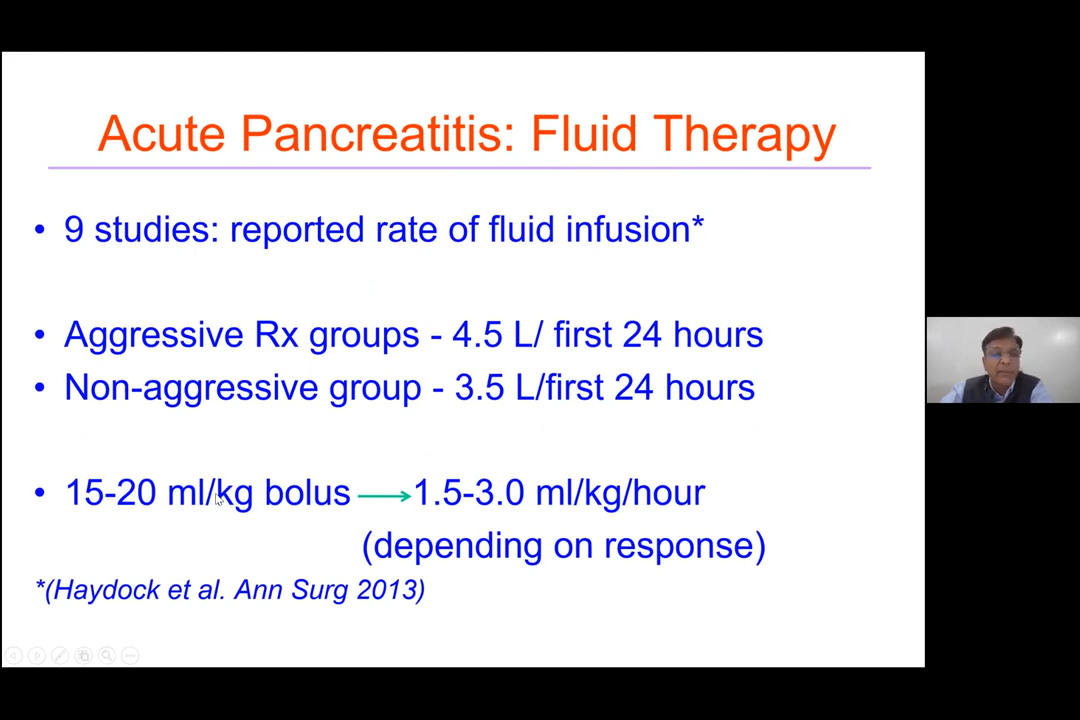 Acute Pancreatitis: Fluid Therapy
• 9 studies: reported rate of fluid infusion*
• Aggressive Rx groups - 4.5 L/ first 24 hours
• Non-aggressive group - 3.5 L/first 24 hours
• 15-20 ml/kg bolus → 1.5-3.0 ml/kg/hour
(depending on response)
*(Haydock et al. Ann Surg 2013)